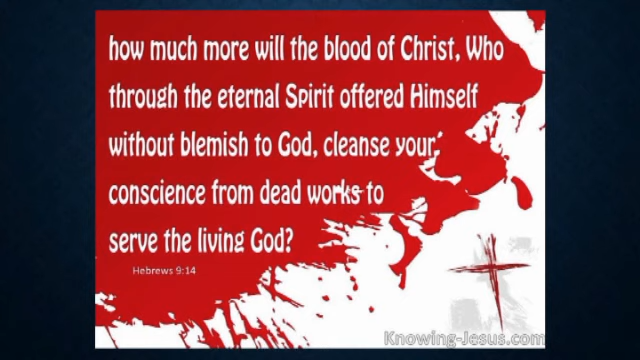 how much more will the blood of Christ, Who
through the eternal Spirit offered Himself
without blemish to God, cleanse your
conscience from dead works to
serve the living God?
Hebrews 9:14
Knowing-Jesus.com